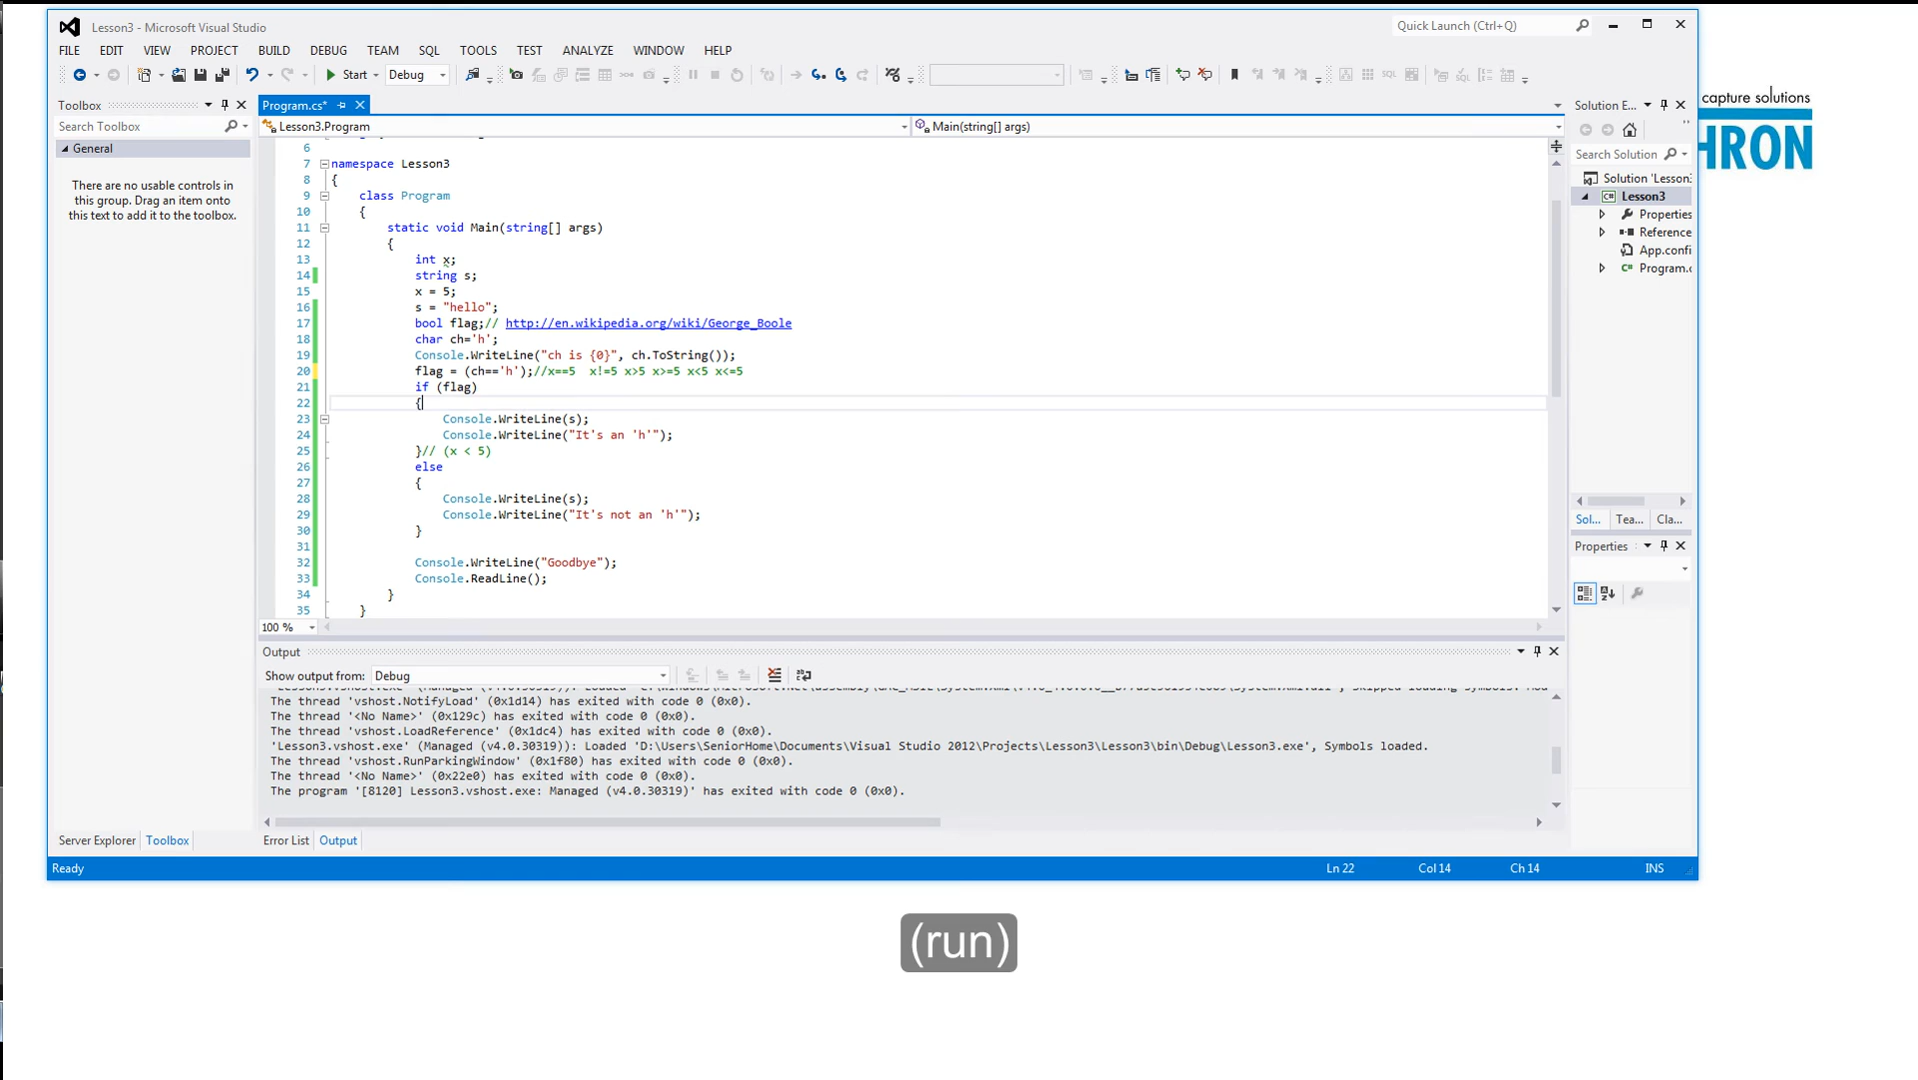 Lesson3 - Microsoft Visual Studio
Quick Launch (Ctrl+Q)
FILE EDIT VIEW PROJECT BUILD DEBUG TEAM SQL TOOLS TEST ANALYZE WINDOW HELP
Start Debug
Toolbox
Program.cs*
Solution E...
capture solutions
HRON
Search Toolbox
Lesson3.Program
Main(string[] args)
General
There are no usable controls in
this group. Drag an item onto
this text to add it to the toolbox.
Search Solution
Solution 'Lesson
Lesson3
Properties
Reference
App.confi
Program.c
6
7 namespace Lesson3
8 {
9 class Program
10 {
11 static void Main(string[] args)
12 {
13 int x;
14 string s;
15 x = 5;
16 s = "hello";
17 bool flag;// http://en.wikipedia.org/wiki/George_Boole
18 char ch='h';
19 Console.WriteLine("ch is {0}", ch.ToString());
20 flag = (ch=='h');//x==5  x!=5 x>5 x>=5 x<5 x<=5
21 if (flag)
22 {
23 Console.WriteLine(s);
24 Console.WriteLine("It's an 'h'");
25 }// (x < 5)
26 else
27 {
28 Console.WriteLine(s);
29 Console.WriteLine("It's not an 'h'");
30 }
31
32 Console.WriteLine("Goodbye");
33 Console.ReadLine();
34 }
35 }
100 %
Sol... Tea... Cla...
Properties
Output
Show output from: Debug
The thread 'vshost.NotifyLoad' (0x1d14) has exited with code 0 (0x0).
The thread '<No Name>' (0x129c) has exited with code 0 (0x0).
The thread 'vshost.LoadReference' (0x1dc4) has exited with code 0 (0x0).
'Lesson3.vshost.exe' (Managed (v4.0.30319)): Loaded 'D:\Users\SeniorHome\Documents\Visual Studio 2012\Projects\Lesson3\Lesson3\bin\Debug\Lesson3.exe', Symbols loaded.
The thread 'vshost.RunParkingWindow' (0x1f80) has exited with code 0 (0x0).
The thread '<No Name>' (0x22e0) has exited with code 0 (0x0).
The program '[8120] Lesson3.vshost.exe: Managed (v4.0.30319)' has exited with code 0 (0x0).
Server Explorer Toolbox
Error List Output
Ready
Ln 22 Col 14 Ch 14 INS
(run)